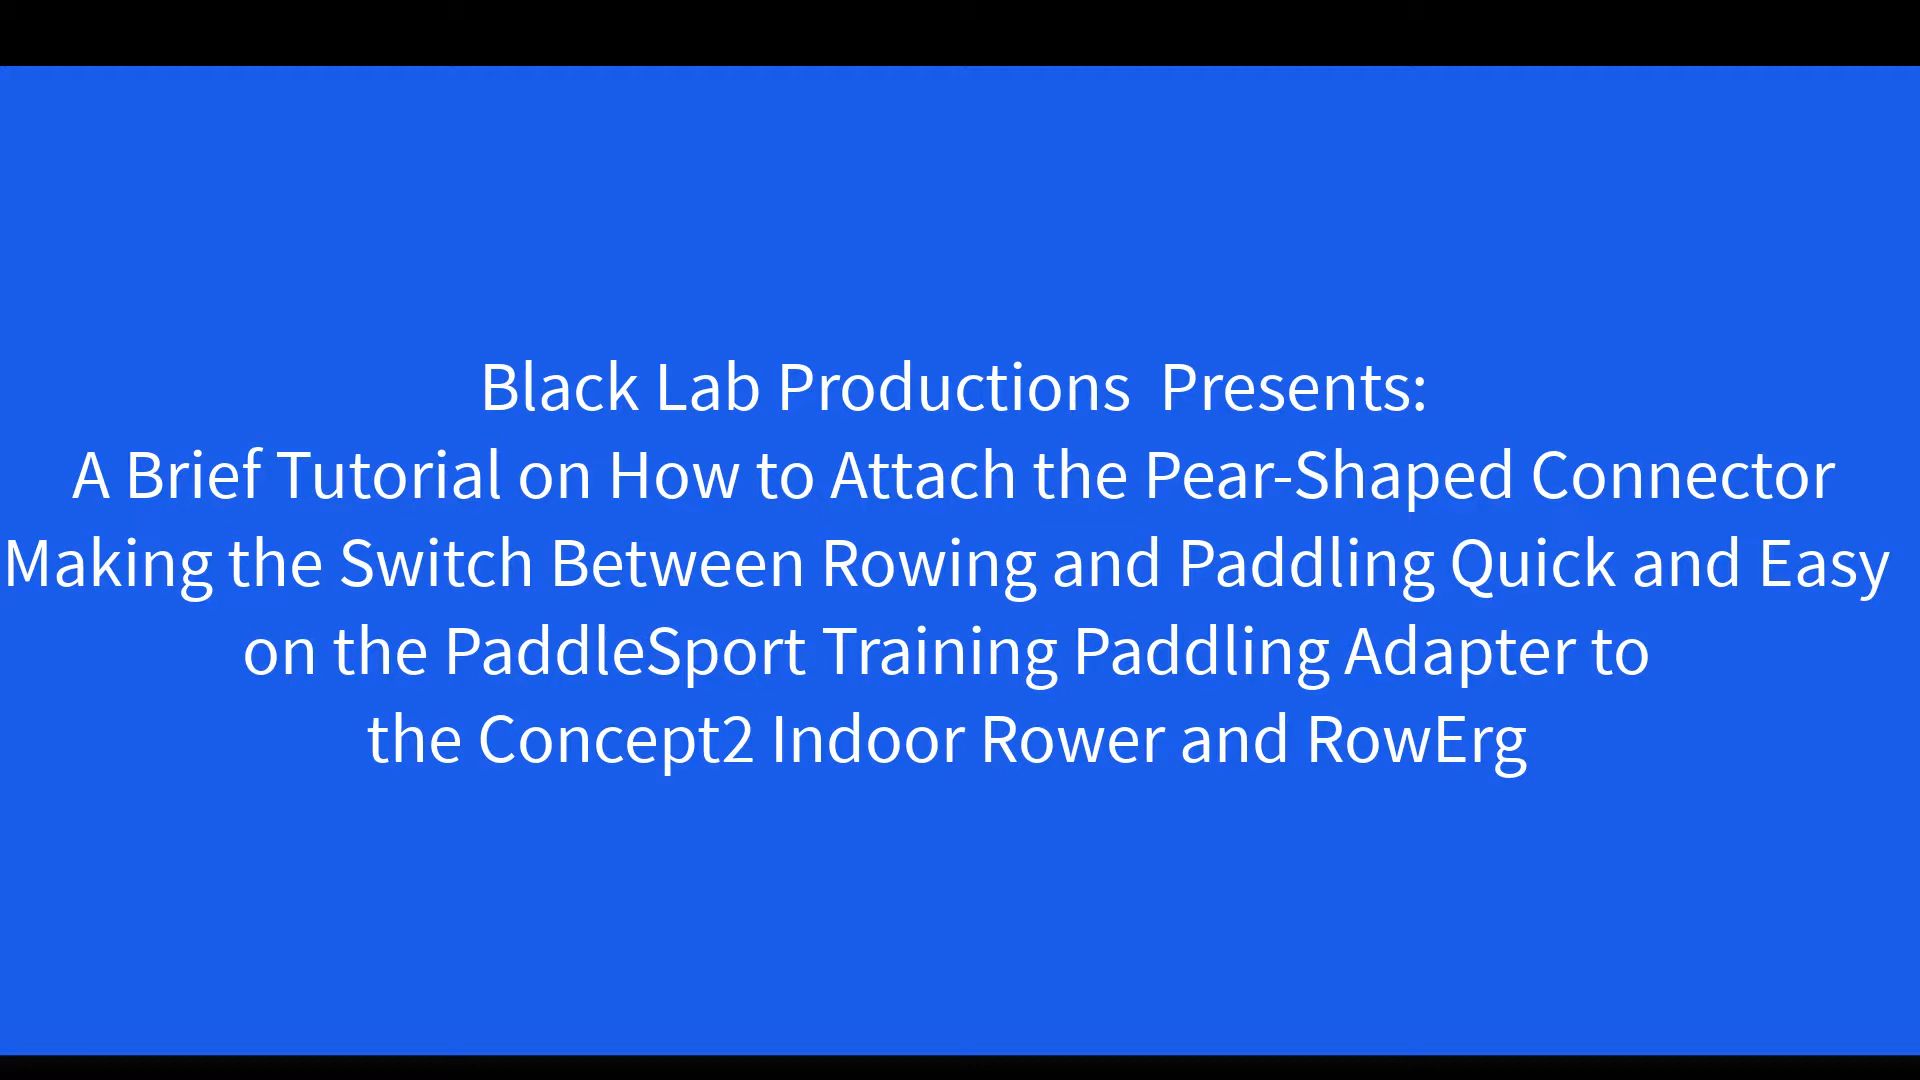 Black Lab Productions  Presents:
A Brief Tutorial on How to Attach the Pear-Shaped Connector
Making the Switch Between Rowing and Paddling Quick and Easy
on the PaddleSport Training Paddling Adapter to
the Concept2 Indoor Rower and RowErg